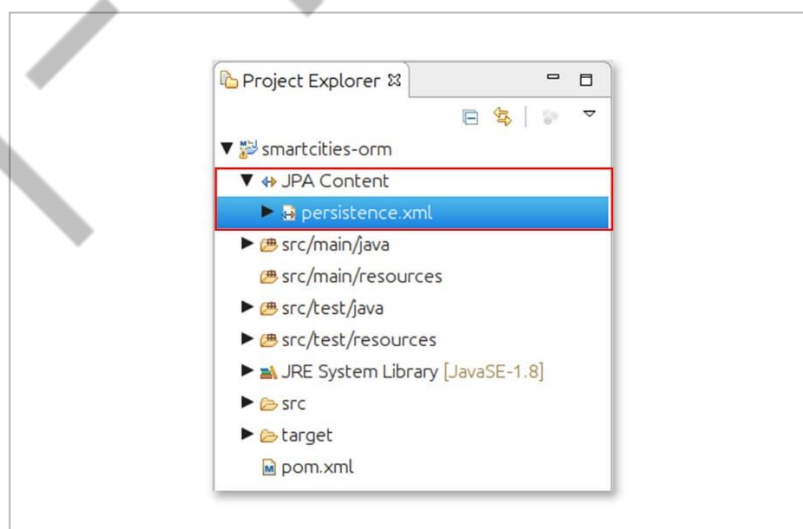 Project Explorer
smartcities-orm
JPA Content
persistence.xml
src/main/java
src/main/resources
src/test/java
src/test/resources
JRE System Library [JavaSE-1.8]
src
target
pom.xml